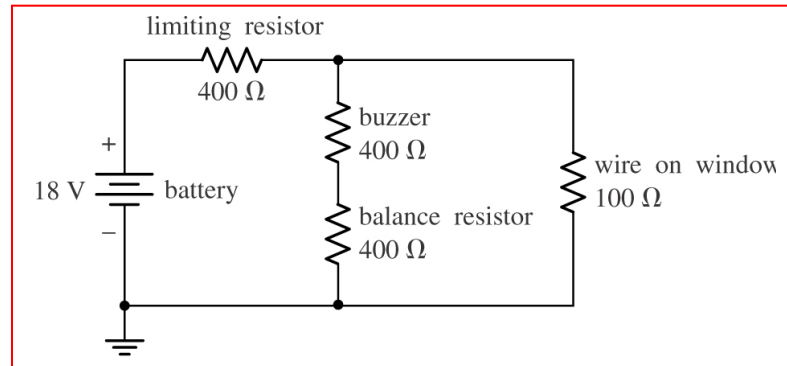 limiting resistor
400 Ω
buzzer
400 Ω
+
18 V
battery
−
balance resistor
400 Ω
wire on window
100 Ω